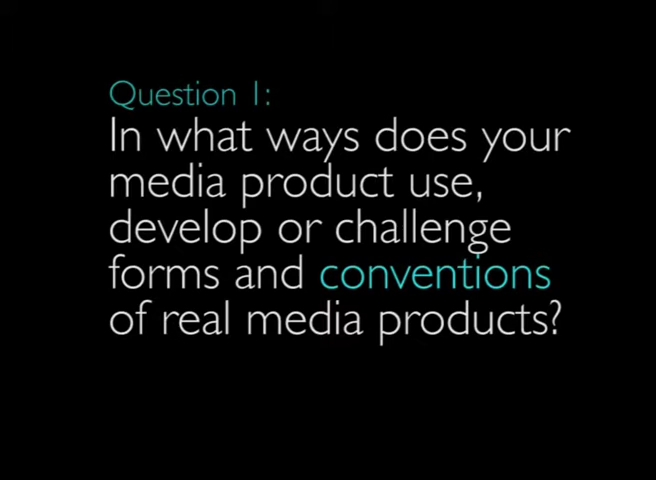 Question 1:
In what ways does your
media product use,
develop or challenge
forms and conventions
of real media products?